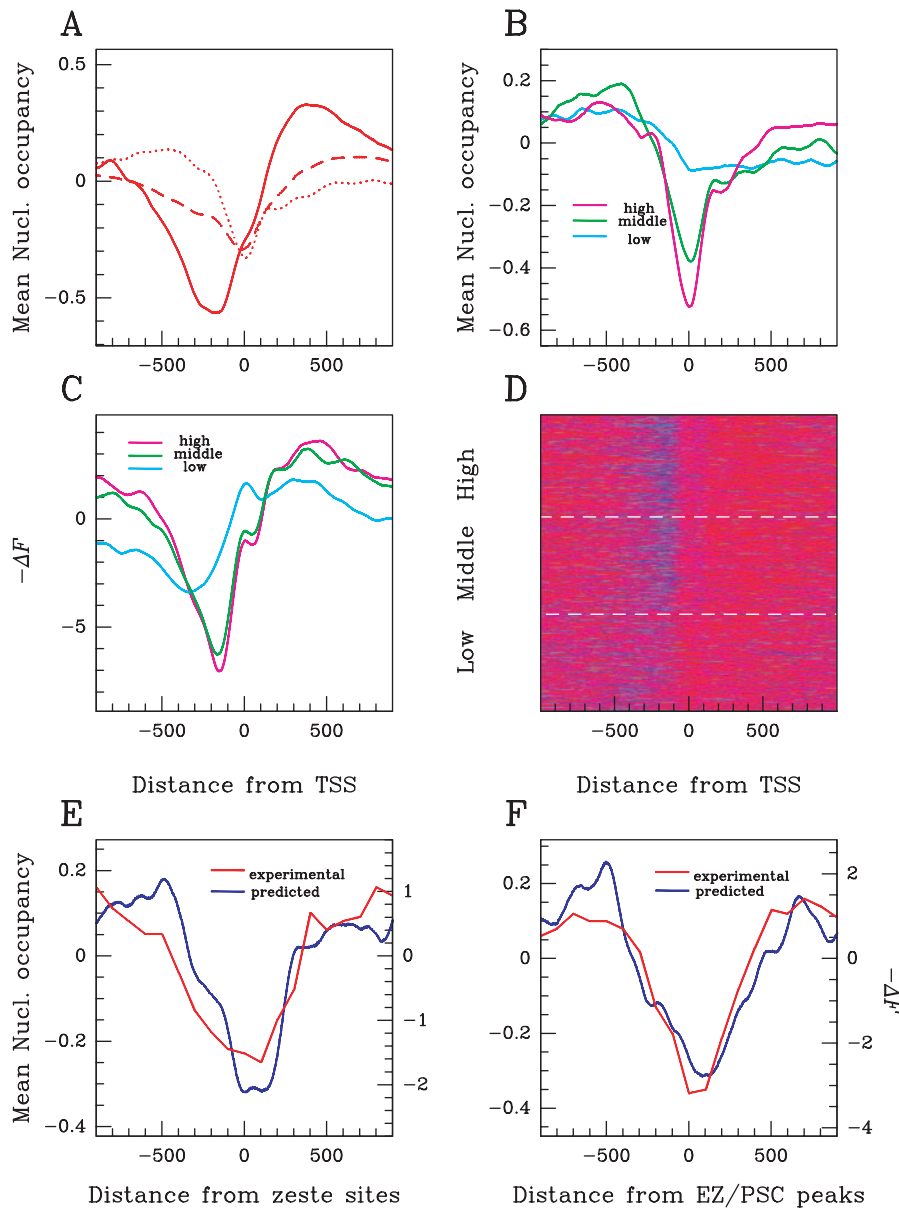 A
B
Mean Nucl. occupancy
0.5
0
−0.5
−500
0
500
Mean Nucl. occupancy
0.2
0
−0.2
−0.4
−0.6
high
middle
low
−500
0
500
C
D
−ΔF
0
−5
high
middle
low
−500
0
500
Distance from TSS
Low Middle High
−500
0
500
Distance from TSS
E
F
Mean Nucl. occupancy
0.2
0
−0.2
−0.4
experimental
predicted
1
0
−1
−2
−500
0
500
Distance from zeste sites
0.2
0
−0.2
−0.4
experimental
predicted
2
0
−2
−4
−ΔF
−500
0
500
Distance from EZ/PSC peaks